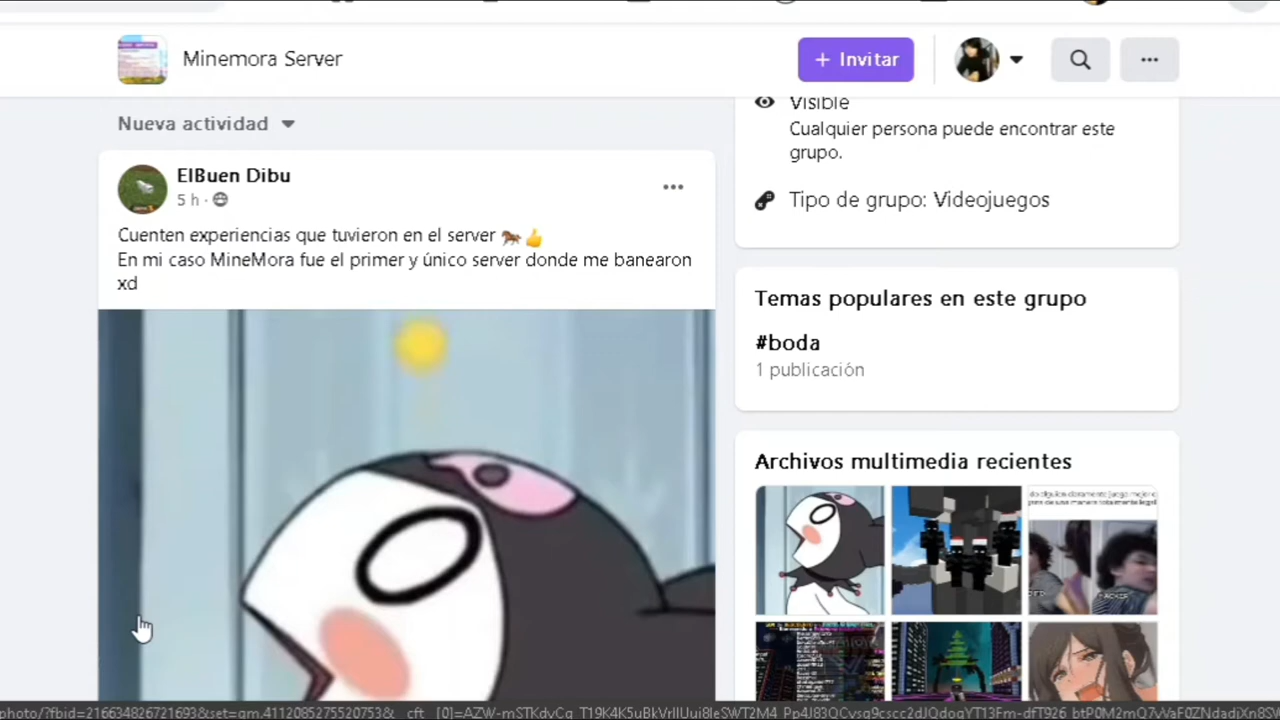 Minemora Server
+ Invitar
Nueva actividad
ElBuen Dibu
5 h ·
Cuenten experiencias que tuvieron en el server 🐎👍
En mi caso MineMora fue el primer y único server donde me banearon
xd
Visible
Cualquier persona puede encontrar este
grupo.
Tipo de grupo: Videojuegos
Temas populares en este grupo
#boda
1 publicación
Archivos multimedia recientes
HACKER